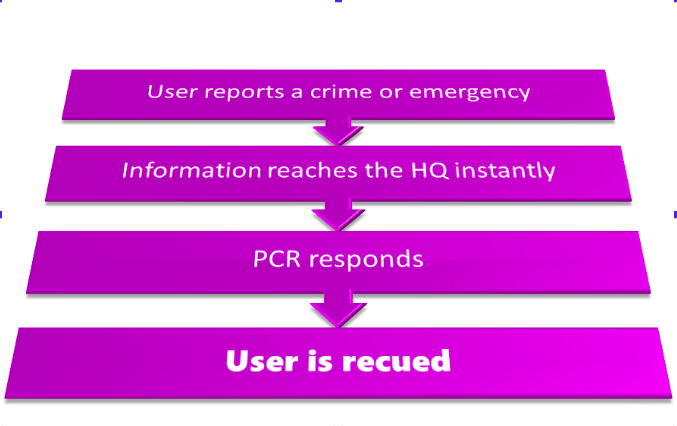 User reports a crime or emergency
Information reaches the HQ instantly
PCR responds
User is recued